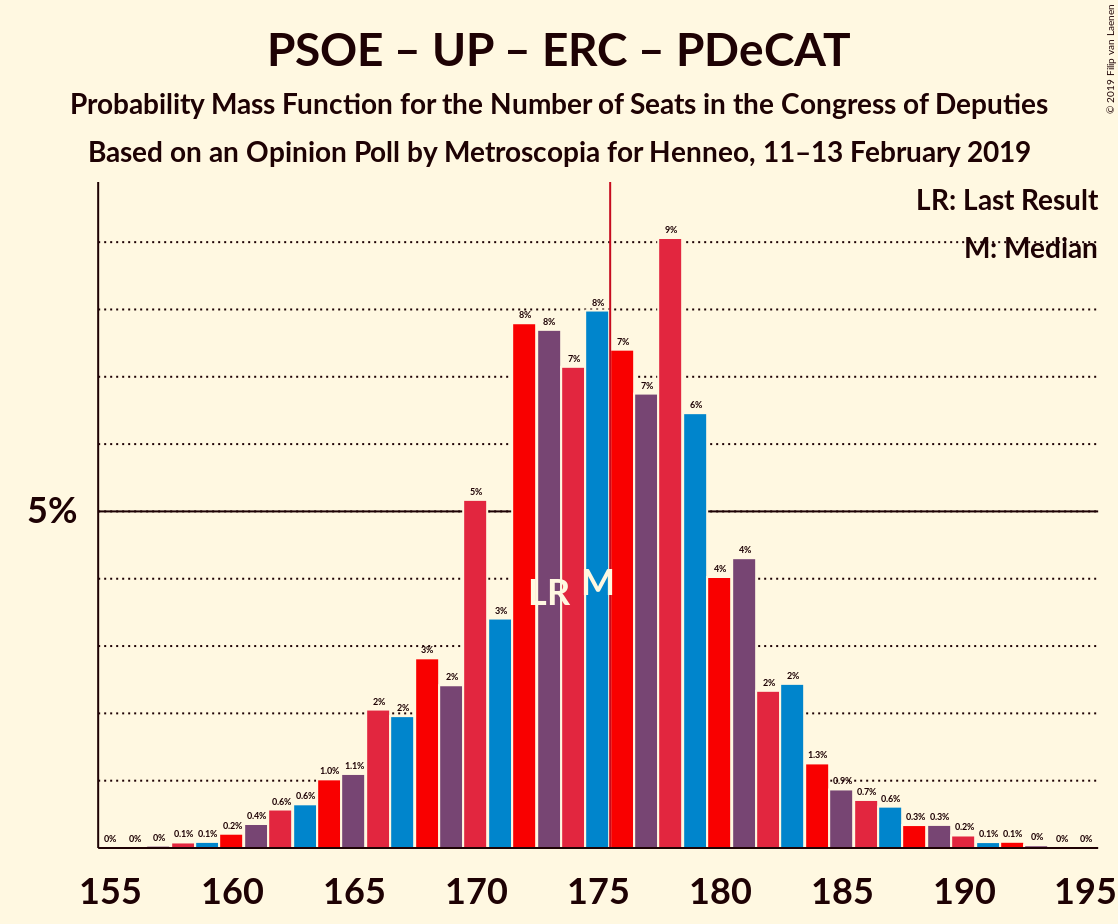 PSOE – UP – ERC – PDeCAT
Probability Mass Function for the Number of Seats in the Congress of Deputies
Based on an Opinion Poll by Metroscopia for Henneo, 11–13 February 2019
© 2019 Filip van Laenen
LR: Last Result
M: Median
5%
0% 0% 0% 0.1% 0.1% 0.2% 0.4% 0.6% 0.6% 1.0% 1.1% 2% 2% 3% 2% 5% 3% 8% 8% 7% 8% 7% 7% 9% 6% 4% 4% 2% 2% 1.3% 0.9% 0.7% 0.6% 0.3% 0.3% 0.2% 0.1% 0.1% 0% 0% 0%
LR M
155 160 165 170 175 180 185 190 195